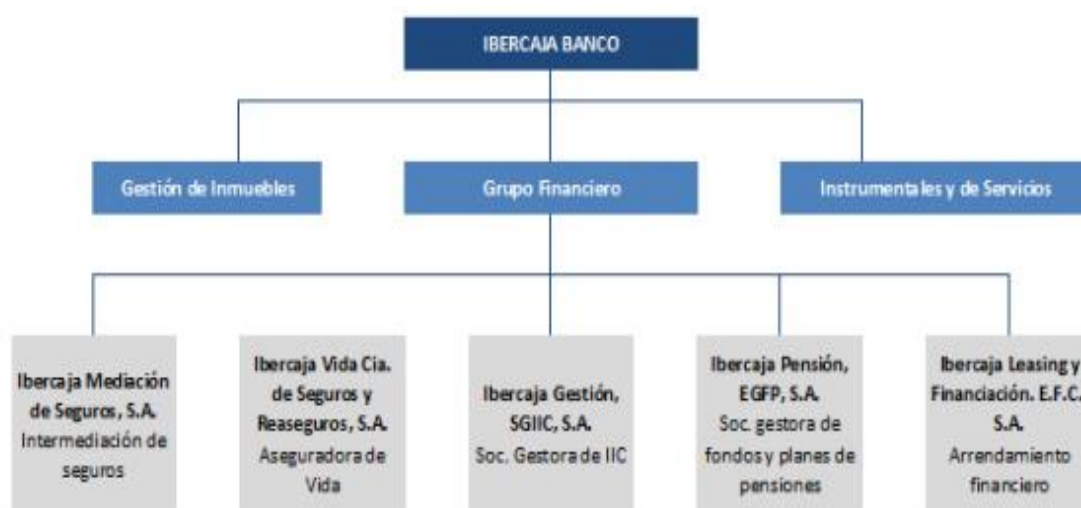 IBERCAJA BANCO
Gestión de Inmuebles
Grupo Financiero
Instrumentales y de Servicios
Ibercaja Mediación
de Seguros, S.A.
Intermediación de
seguros
Ibercaja Vida Cia.
de Seguros y
Reaseguros, S.A.
Aseguradora de
Vida
Ibercaja Gestión,
SGIIC, S.A.
Soc. Gestora de IIC
Ibercaja Pensión,
EGFP, S.A.
Soc. gestora de
fondos y planes de
pensiones
Ibercaja Leasing y
Financiación. E.F.C.
S.A.
Arrendamiento
financiero